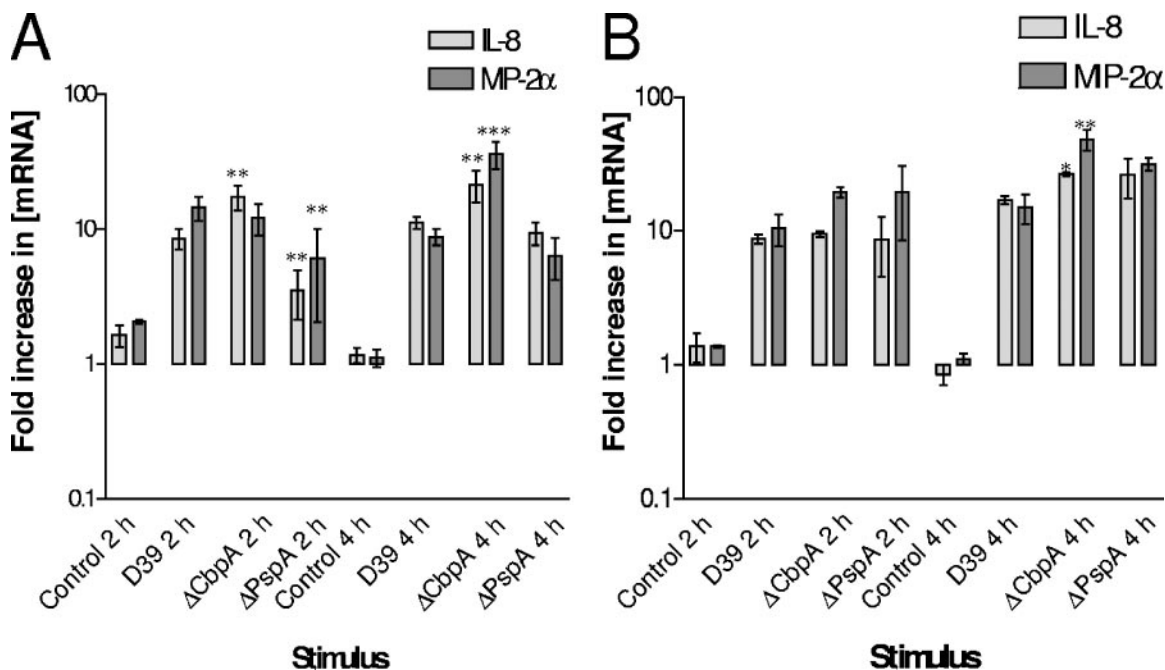 A
IL-8
MP-2α
Fold increase in [mRNA]
100
10
1
0.1
**
**
**
**
***
Control 2 h
D39 2 h
ΔCbpA 2 h
ΔPspA 2 h
Control 4 h
D39 4 h
ΔCbpA 4 h
ΔPspA 4 h
Stimulus
B
IL-8
MIP-2α
Fold increase in [mRNA]
100
10
1
0.1
*
**
Control 2 h
D39 2 h
ΔCbpA 2 h
ΔPspA 2 h
Control 4 h
D39 4 h
ΔCbpA 4 h
ΔPspA 4 h
Stimulus